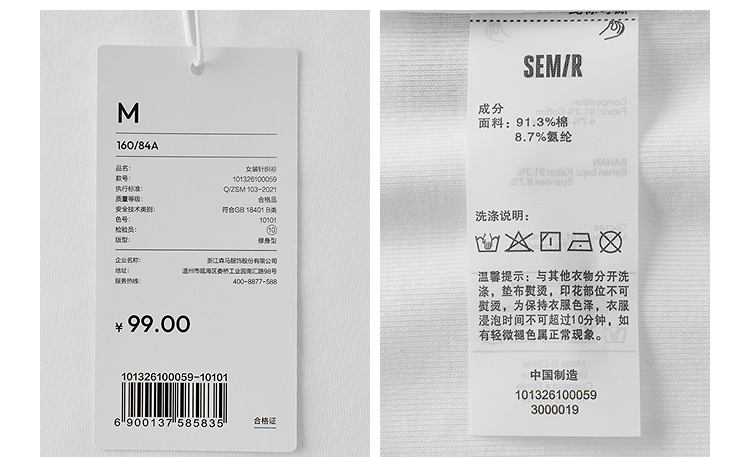 M
160/84A
品名: 女装针织衫
款号: 101326100059
执行标准: Q/ZSM 103-2021
质量等级: 合格品
安全技术类别: 符合GB 18401 B类
色号: 10101
检验员: 10
版型: 修身型
企业名称: 浙江森马服饰股份有限公司
地址: 温州市瓯海区娄桥工业园南汇路98号
服务热线: 400-8877-588
¥ 99.00
101326100059-10101
6 900137 585835
合格证
SEMIR
成分
面料: 91.3%棉
8.7%氨纶
洗涤说明:
温馨提示: 与其他衣物分开洗
涤, 垫布熨烫, 印花部位不可
熨烫, 为保持衣服色泽, 衣服
浸泡时间不可超过10分钟, 如
有轻微褪色属正常现象。
中国制造
101326100059
3000019